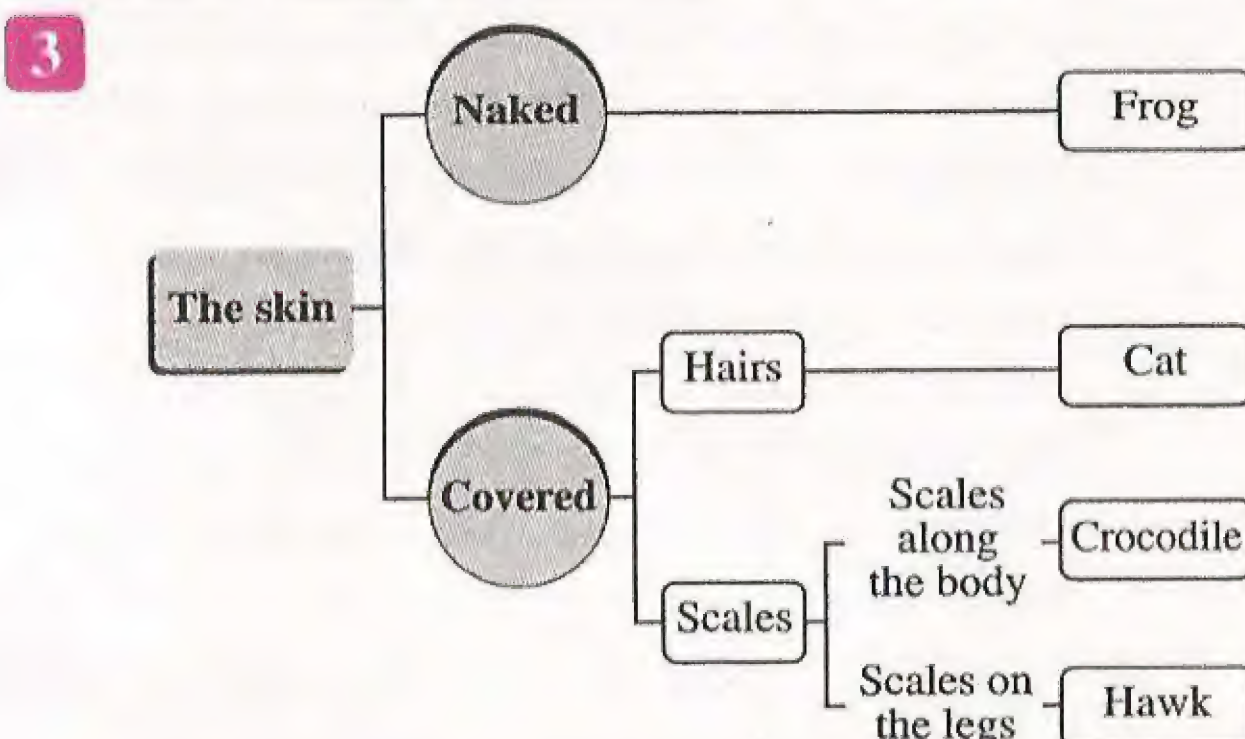 3
Naked
Frog
The skin
Hairs
Cat
Covered
Scales
along
the body
Crocodile
Scales
Scales on
the legs
Hawk